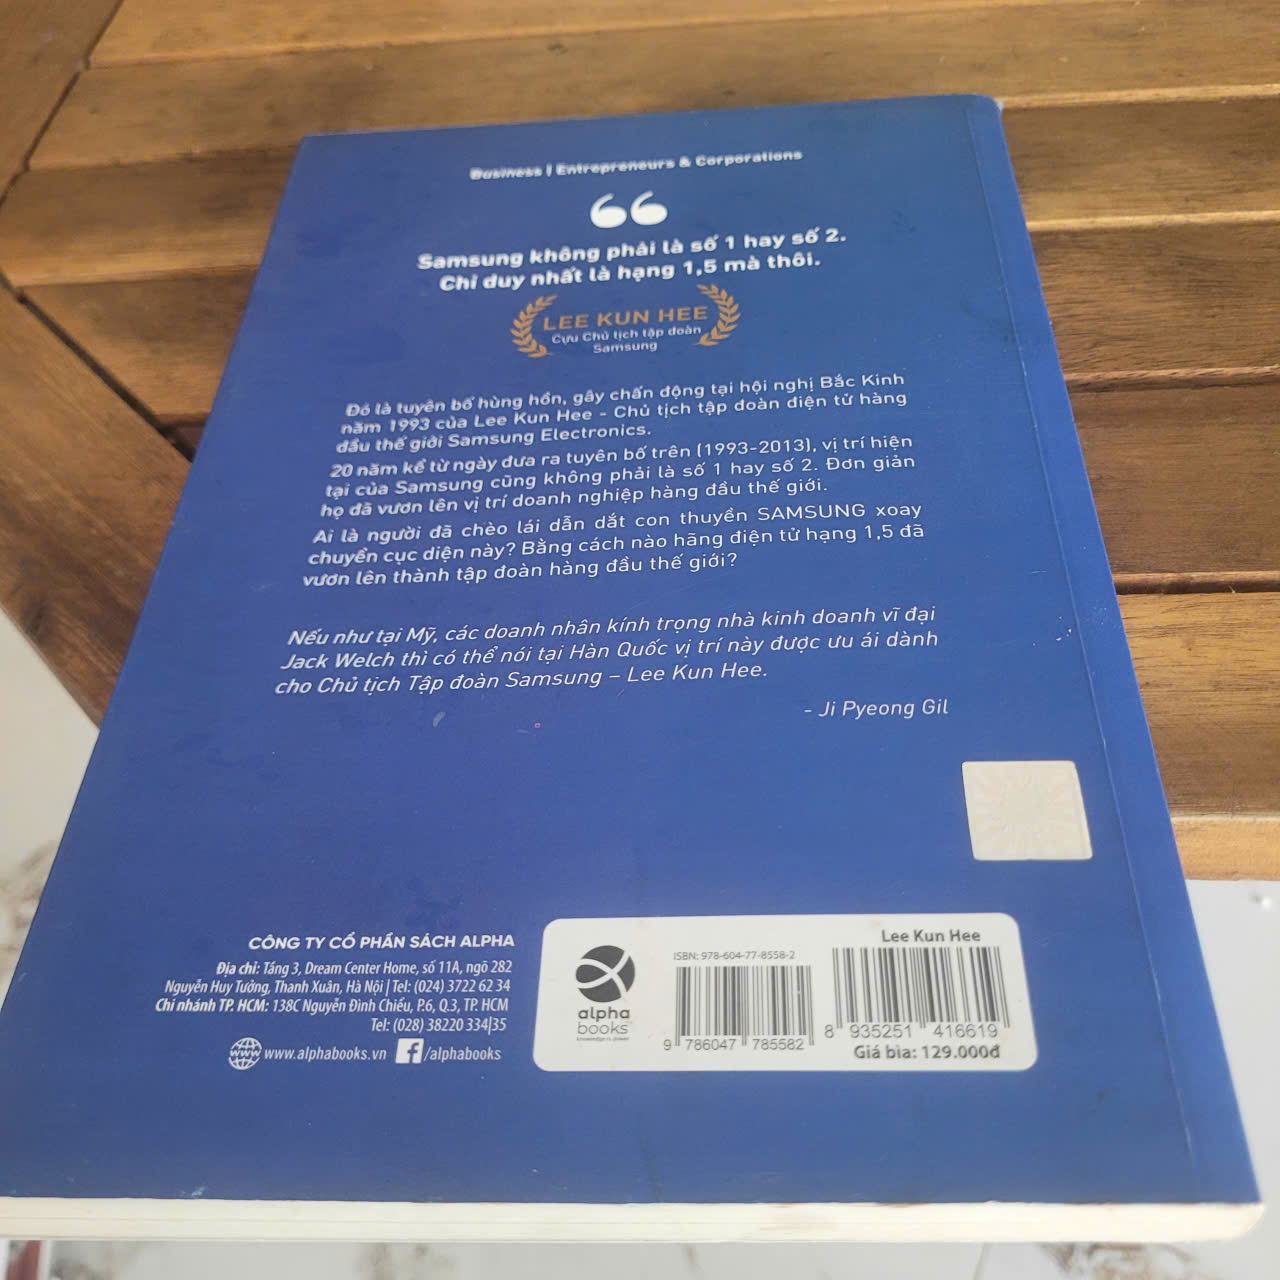 Business | Entrepreneurs & Corporations
Samsung không phải là số 1 hay số 2.
Chỉ duy nhất là hạng 1,5 mà thôi.
LEE KUN HEE
Cựu Chủ tịch tập đoàn
Samsung
Đó là tuyên bố hùng hồn, gây chấn động tại hội nghị Bắc Kinh
năm 1993 của Lee Kun Hee - Chủ tịch tập đoàn điện tử hàng
đầu thế giới Samsung Electronics.
20 năm kể từ ngày đưa ra tuyên bố trên (1993-2013), vị trí hiện
tại của Samsung cũng không phải là số 1 hay số 2. Đơn giản
họ đã vươn lên vị trí doanh nghiệp hàng đầu thế giới.
Ai là người đã chèo lái dẫn dắt con thuyền SAMSUNG xoay
chuyển cục diện này? Bằng cách nào hãng điện tử hạng 1,5 đã
vươn lên thành tập đoàn hàng đầu thế giới?
Nếu như tại Mỹ, các doanh nhân kính trọng nhà kinh doanh vĩ đại
Jack Welch thì có thể nói tại Hàn Quốc vị trí này được ưu ái dành
cho Chủ tịch Tập đoàn Samsung – Lee Kun Hee.
- Ji Pyeong Gil
CÔNG TY CỔ PHẦN SÁCH ALPHA
Địa chỉ: Tầng 3, Dream Center Home, số 11A, ngõ 282
Nguyễn Huy Tưởng, Thanh Xuân, Hà Nội | Tel: (024) 3722 62 34
Chi nhánh TP. HCM: 138C Nguyễn Đình Chiểu, P.6, Q.3, TP. HCM
Tel: (028) 38220 334|35
www.alphabooks.vn /alphabooks
alpha
books
knowledge is power
ISBN: 978-604-77-8558-2
9 786047 785582
Lee Kun Hee
8 935251 416619
Giá bìa: 129.000đ